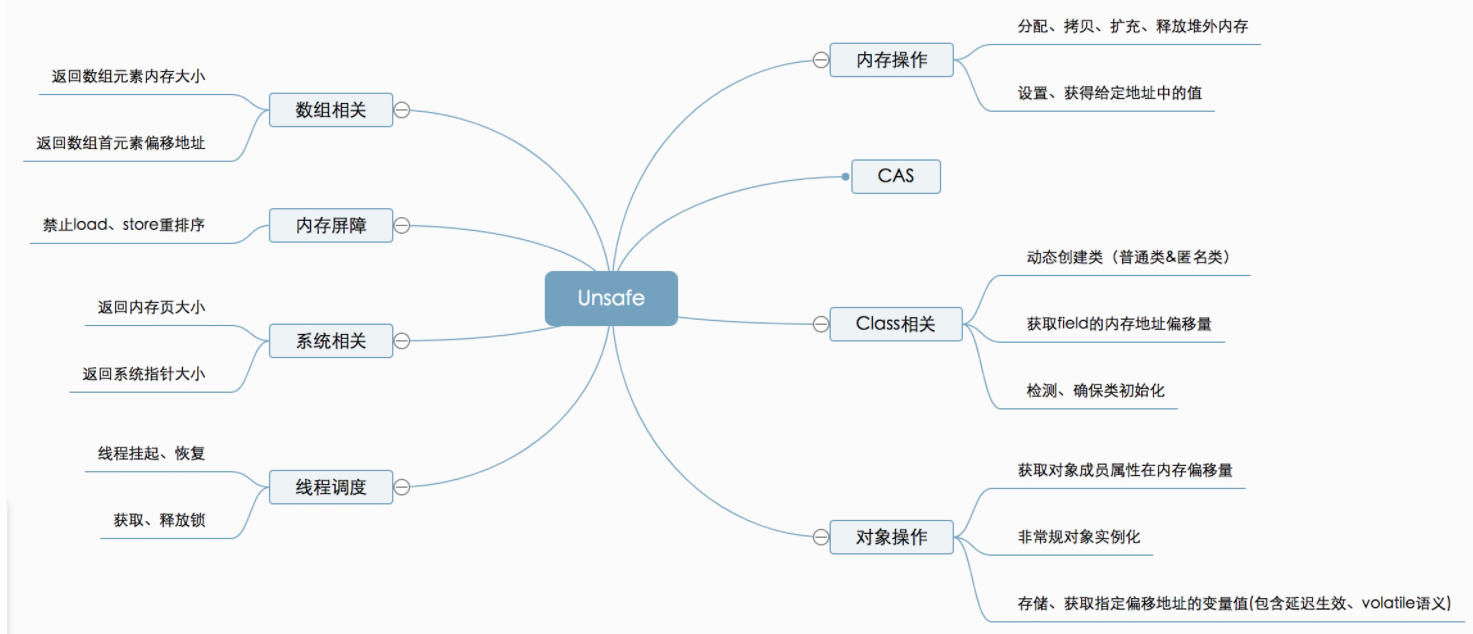 Unsafe
内存操作
分配、拷贝、扩充、释放堆外内存
设置、获得给定地址中的值
CAS
Class相关
动态创建类（普通类&匿名类）
获取field的内存地址偏移量
检测、确保类初始化
对象操作
获取对象成员属性在内存偏移量
非常规对象实例化
存储、获取指定偏移地址的变量值(包含延迟生效、volatile语义)
数组相关
返回数组元素内存大小
返回数组首元素偏移地址
内存屏障
禁止load、store重排序
系统相关
返回内存页大小
返回系统指针大小
线程调度
线程挂起、恢复
获取、释放锁